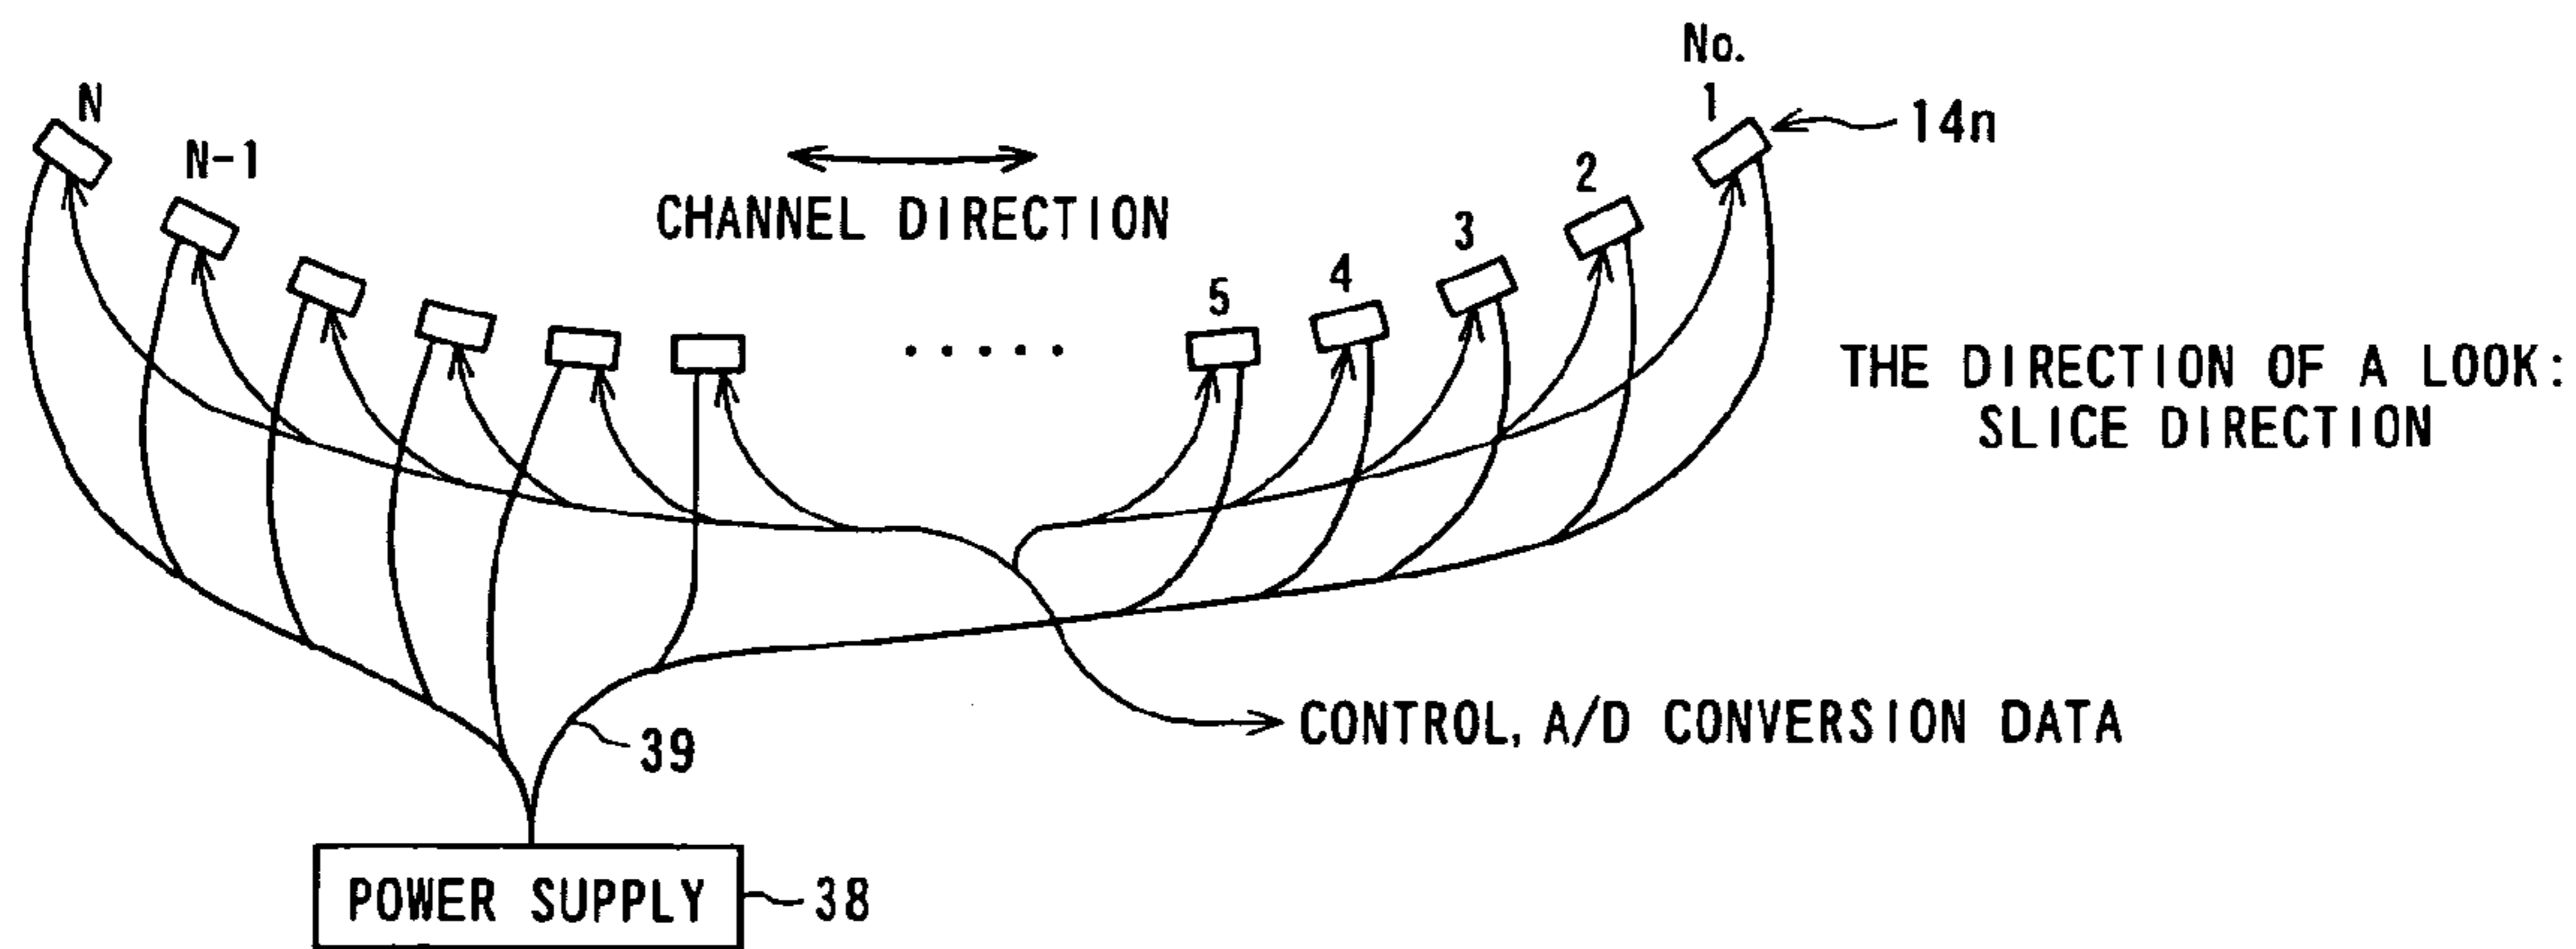 No.
1
14n
N
N-1
2
3
4
5
CHANNEL DIRECTION
.....
THE DIRECTION OF A LOOK:
SLICE DIRECTION
39
CONTROL, A/D CONVERSION DATA
POWER SUPPLY
38